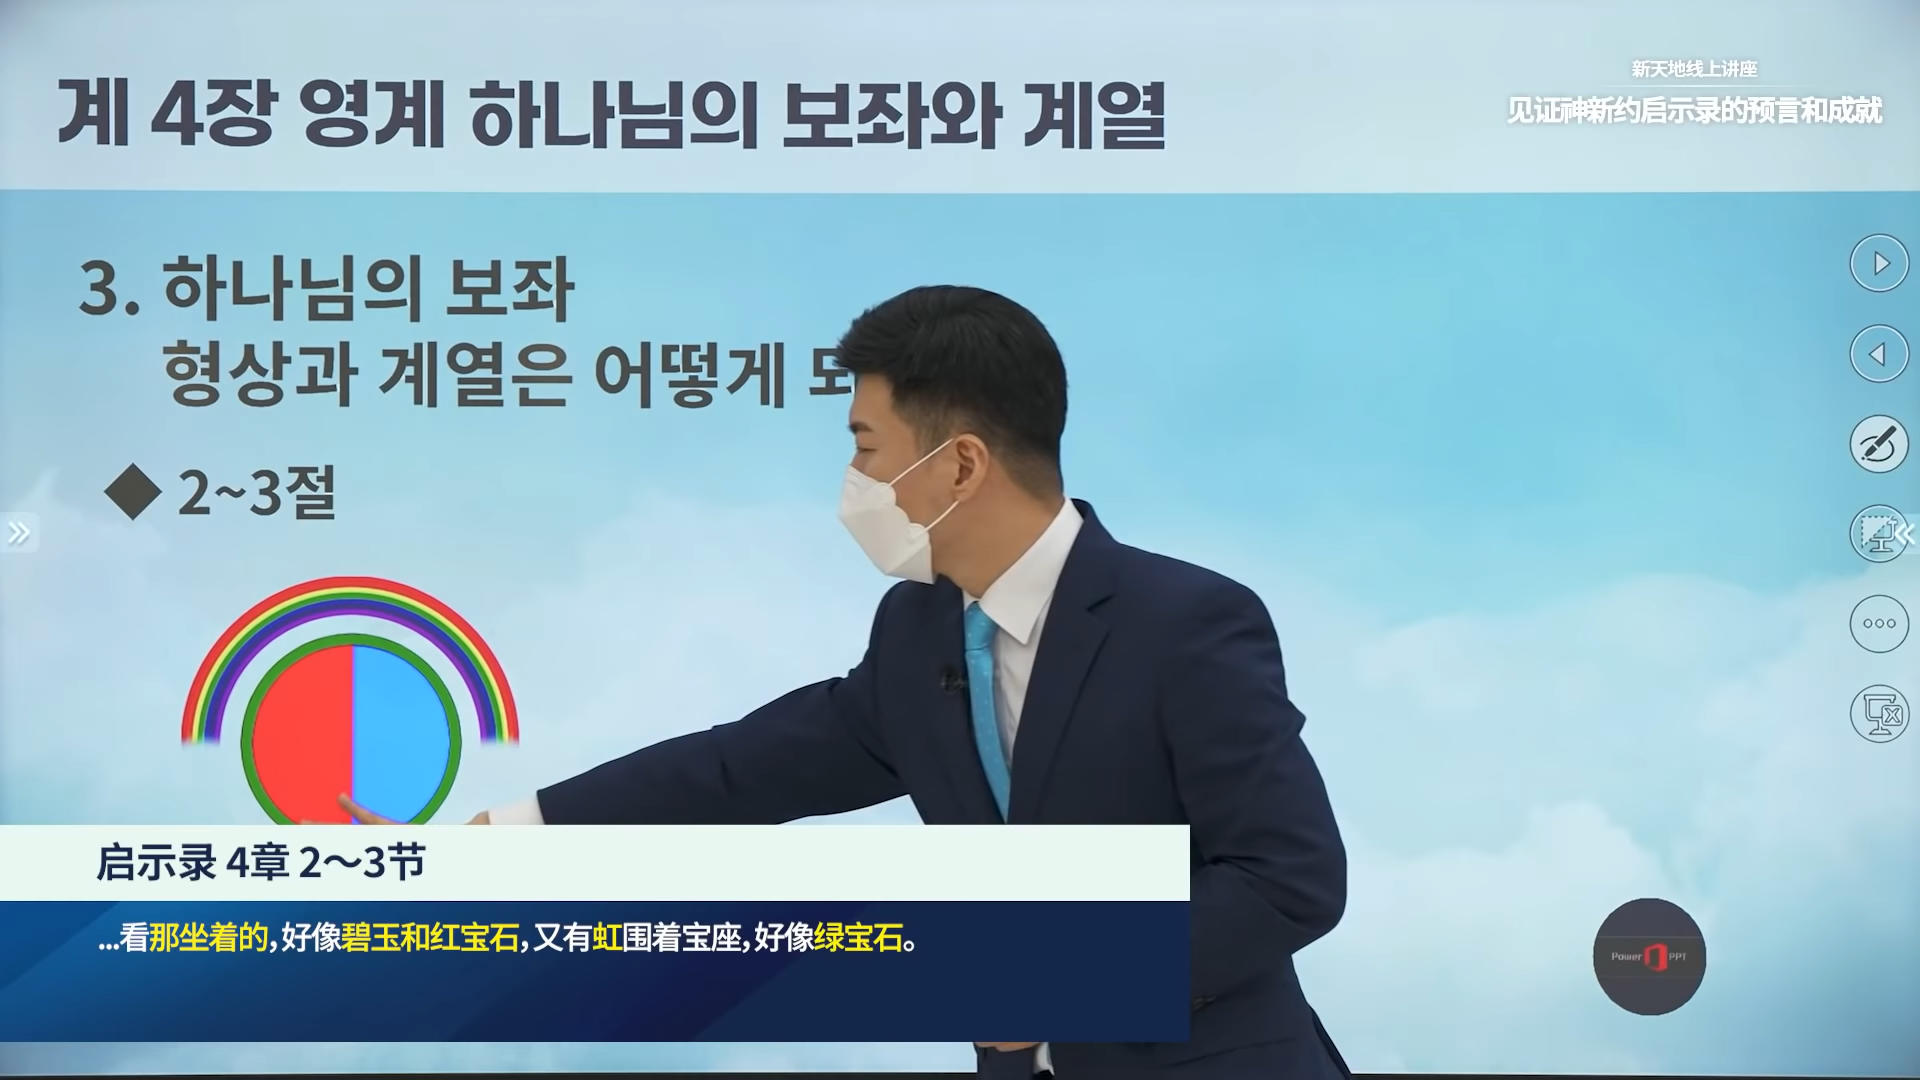 계 4장 영계 하나님의 보좌와 계열
新天地线上讲座
见证神新约启示录的预言和成就
3. 하나님의 보좌
형상과 계열은 어떻게
◆ 2~3절
启示录 4章 2～3节
...看那坐着的，好像碧玉和红宝石，又有虹围着宝座，好像绿宝石。
Power PPT